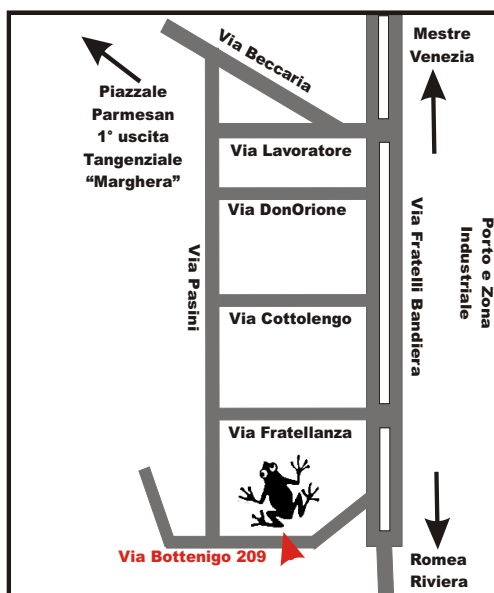 Mestre
Venezia
Via Beccaria
Piazzale
Parmesan
1° uscita
Tangenziale
“Marghera”
Via Lavoratore
Via DonOrione
Via Pasini
Via Fratelli Bandiera
Porto e Zona
Industriale
Via Cottolengo
Via Fratellanza
Via Bottenigo 209
Romea
Riviera